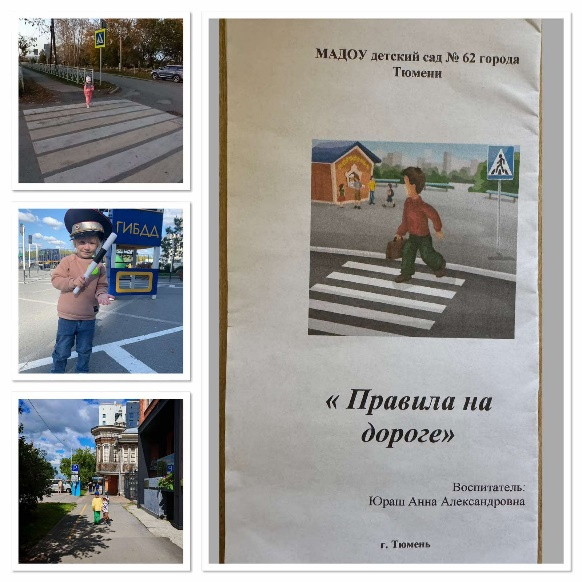 ГИБДД
МАДОУ детский сад № 62 города
Тюмени
« Правила на
дороге»
Воспитатель:
Юраш Анна Александровна
г. Тюмень